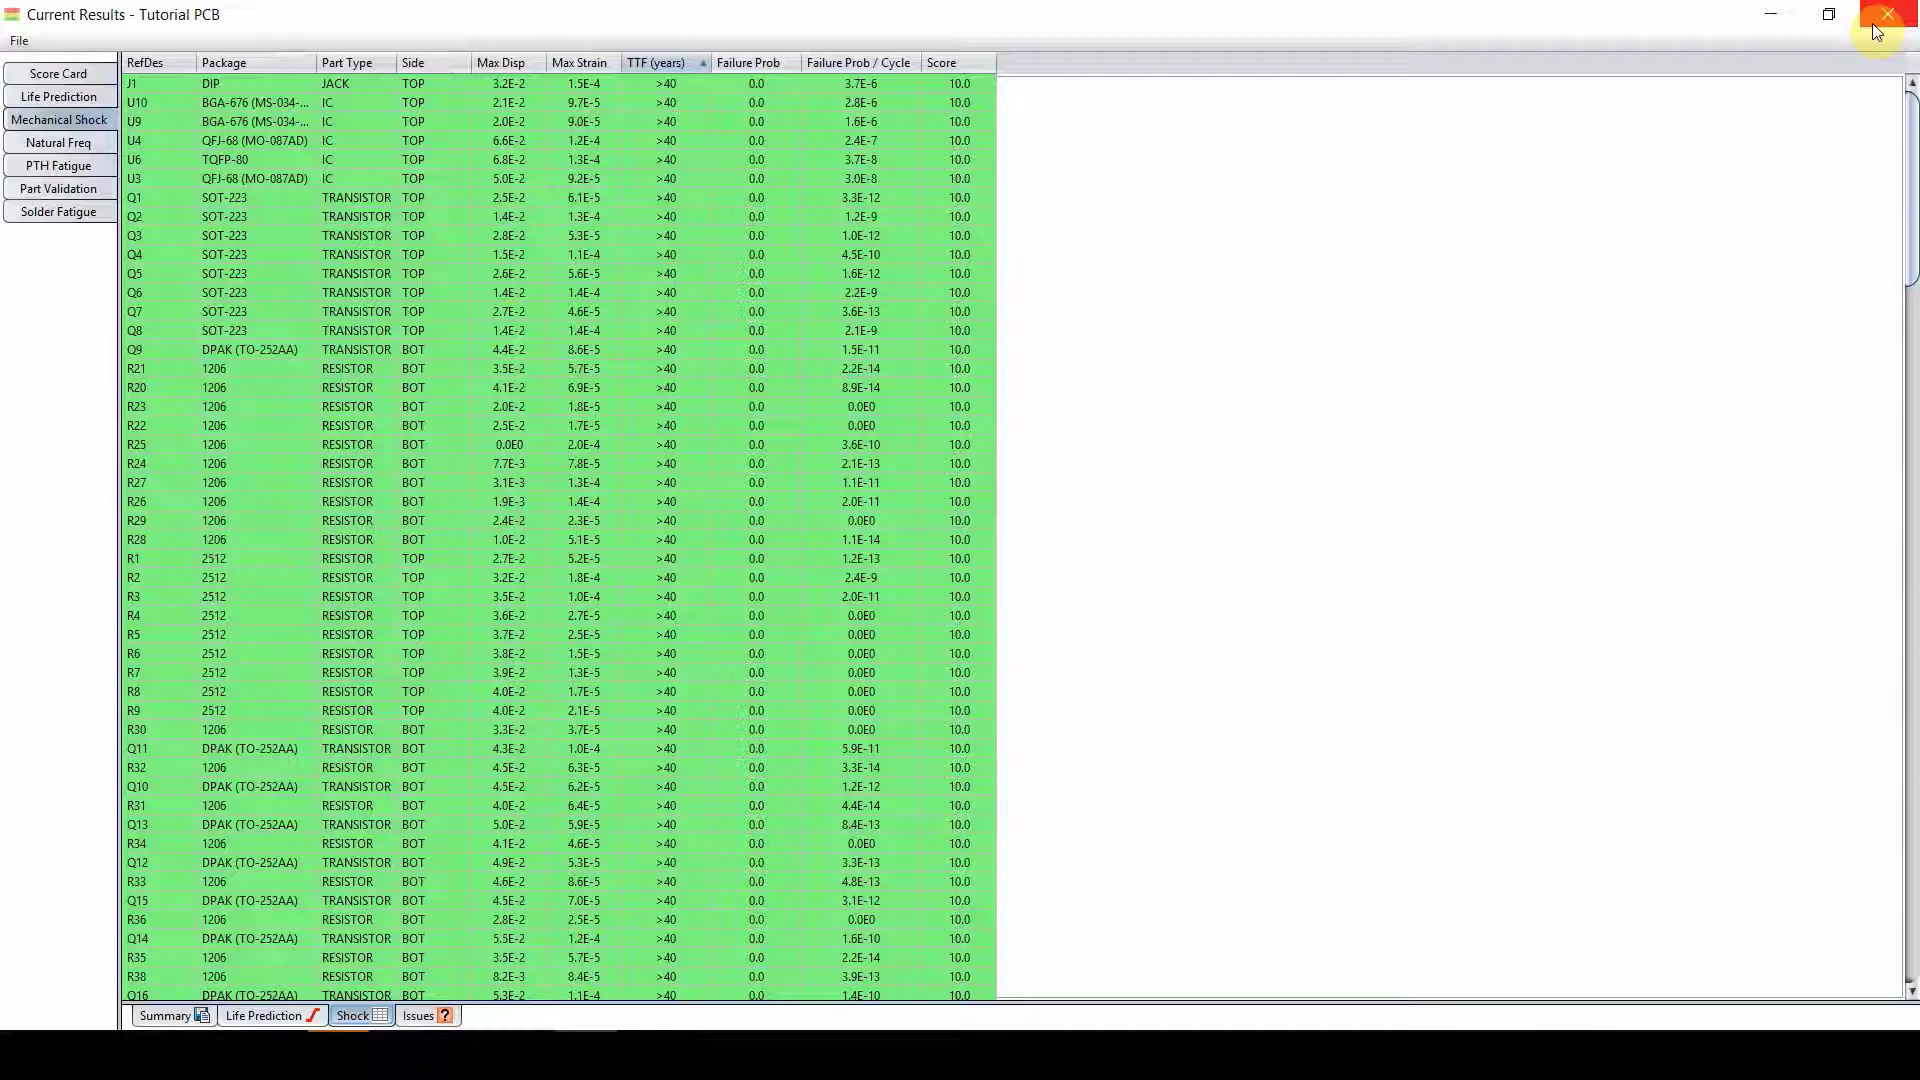 Current Results - Tutorial PCB
File
Score Card
Life Prediction
Mechanical Shock
Natural Freq
PTH Fatigue
Part Validation
Solder Fatigue
RefDes Package Part Type Side Max Disp Max Strain TTF (years) Failure Prob Failure Prob / Cycle Score
J1 DIP JACK TOP 3.2E-2 1.5E-4 >40 0.0 3.7E-6 10.0
U10 BGA-676 (MS-034-... IC TOP 2.1E-2 9.7E-5 >40 0.0 2.8E-6 10.0
U9 BGA-676 (MS-034-... IC TOP 2.0E-2 9.0E-5 >40 0.0 1.6E-6 10.0
U4 QFJ-68 (MO-087AD) IC TOP 6.6E-2 1.2E-4 >40 0.0 2.4E-7 10.0
U6 TQFP-80 IC TOP 6.8E-2 1.3E-4 >40 0.0 3.7E-8 10.0
U3 QFJ-68 (MO-087AD) IC TOP 5.0E-2 9.2E-5 >40 0.0 3.0E-8 10.0
Q1 SOT-223 TRANSISTOR TOP 2.5E-2 6.1E-5 >40 0.0 3.3E-12 10.0
Q2 SOT-223 TRANSISTOR TOP 1.4E-2 1.3E-4 >40 0.0 1.2E-9 10.0
Q3 SOT-223 TRANSISTOR TOP 2.8E-2 5.3E-5 >40 0.0 1.0E-12 10.0
Q4 SOT-223 TRANSISTOR TOP 1.5E-2 1.1E-4 >40 0.0 4.5E-10 10.0
Q5 SOT-223 TRANSISTOR TOP 2.6E-2 5.6E-5 >40 0.0 1.6E-12 10.0
Q6 SOT-223 TRANSISTOR TOP 1.4E-2 1.4E-4 >40 0.0 2.2E-9 10.0
Q7 SOT-223 TRANSISTOR TOP 2.7E-2 4.6E-5 >40 0.0 3.6E-13 10.0
Q8 SOT-223 TRANSISTOR TOP 1.4E-2 1.4E-4 >40 0.0 2.1E-9 10.0
Q9 DPAK (TO-252AA) TRANSISTOR BOT 4.4E-2 8.6E-5 >40 0.0 1.5E-11 10.0
R21 1206 RESISTOR BOT 3.5E-2 5.7E-5 >40 0.0 2.2E-14 10.0
R20 1206 RESISTOR BOT 4.1E-2 6.9E-5 >40 0.0 8.9E-14 10.0
R23 1206 RESISTOR BOT 2.0E-2 1.8E-5 >40 0.0 0.0E0 10.0
R22 1206 RESISTOR BOT 2.5E-2 1.7E-5 >40 0.0 0.0E0 10.0
R25 1206 RESISTOR BOT 0.0E0 2.0E-4 >40 0.0 3.6E-10 10.0
R24 1206 RESISTOR BOT 7.7E-3 7.8E-5 >40 0.0 2.1E-13 10.0
R27 1206 RESISTOR BOT 3.1E-3 1.3E-4 >40 0.0 1.1E-11 10.0
R26 1206 RESISTOR BOT 1.9E-3 1.4E-4 >40 0.0 2.0E-11 10.0
R29 1206 RESISTOR BOT 2.4E-2 2.3E-5 >40 0.0 0.0E0 10.0
R28 1206 RESISTOR BOT 1.0E-2 5.1E-5 >40 0.0 1.1E-14 10.0
R1 2512 RESISTOR TOP 2.7E-2 5.2E-5 >40 0.0 1.2E-13 10.0
R2 2512 RESISTOR TOP 3.2E-2 1.8E-4 >40 0.0 2.4E-9 10.0
R3 2512 RESISTOR TOP 3.5E-2 1.0E-4 >40 0.0 2.0E-11 10.0
R4 2512 RESISTOR TOP 3.6E-2 2.7E-5 >40 0.0 0.0E0 10.0
R5 2512 RESISTOR TOP 3.7E-2 2.5E-5 >40 0.0 0.0E0 10.0
R6 2512 RESISTOR TOP 3.8E-2 1.5E-5 >40 0.0 0.0E0 10.0
R7 2512 RESISTOR TOP 3.9E-2 1.3E-5 >40 0.0 0.0E0 10.0
R8 2512 RESISTOR TOP 4.0E-2 1.7E-5 >40 0.0 0.0E0 10.0
R9 2512 RESISTOR TOP 4.0E-2 2.1E-5 >40 0.0 0.0E0 10.0
R30 1206 RESISTOR BOT 3.3E-2 3.7E-5 >40 0.0 0.0E0 10.0
Q11 DPAK (TO-252AA) TRANSISTOR BOT 4.3E-2 1.0E-4 >40 0.0 5.9E-11 10.0
R32 1206 RESISTOR BOT 4.5E-2 6.3E-5 >40 0.0 3.3E-14 10.0
Q10 DPAK (TO-252AA) TRANSISTOR BOT 4.5E-2 6.2E-5 >40 0.0 1.2E-12 10.0
R31 1206 RESISTOR BOT 4.0E-2 6.4E-5 >40 0.0 4.4E-14 10.0
Q13 DPAK (TO-252AA) TRANSISTOR BOT 5.0E-2 5.9E-5 >40 0.0 8.4E-13 10.0
R34 1206 RESISTOR BOT 4.1E-2 4.6E-5 >40 0.0 0.0E0 10.0
Q12 DPAK (TO-252AA) TRANSISTOR BOT 4.9E-2 5.3E-5 >40 0.0 3.3E-13 10.0
R33 1206 RESISTOR BOT 4.6E-2 8.6E-5 >40 0.0 4.8E-13 10.0
Q15 DPAK (TO-252AA) TRANSISTOR BOT 4.5E-2 7.0E-5 >40 0.0 3.1E-12 10.0
R36 1206 RESISTOR BOT 2.8E-2 2.5E-5 >40 0.0 0.0E0 10.0
Q14 DPAK (TO-252AA) TRANSISTOR BOT 5.5E-2 1.2E-4 >40 0.0 1.6E-10 10.0
R35 1206 RESISTOR BOT 3.5E-2 5.7E-5 >40 0.0 2.2E-14 10.0
R38 1206 RESISTOR BOT 8.2E-3 8.4E-5 >40 0.0 3.9E-13 10.0
Q16 DPAK (TO-252AA) TRANSISTOR BOT 5.3E-2 1.1E-4 >40 0.0 1.4E-10 10.0
Summary Life Prediction Shock Issues ?